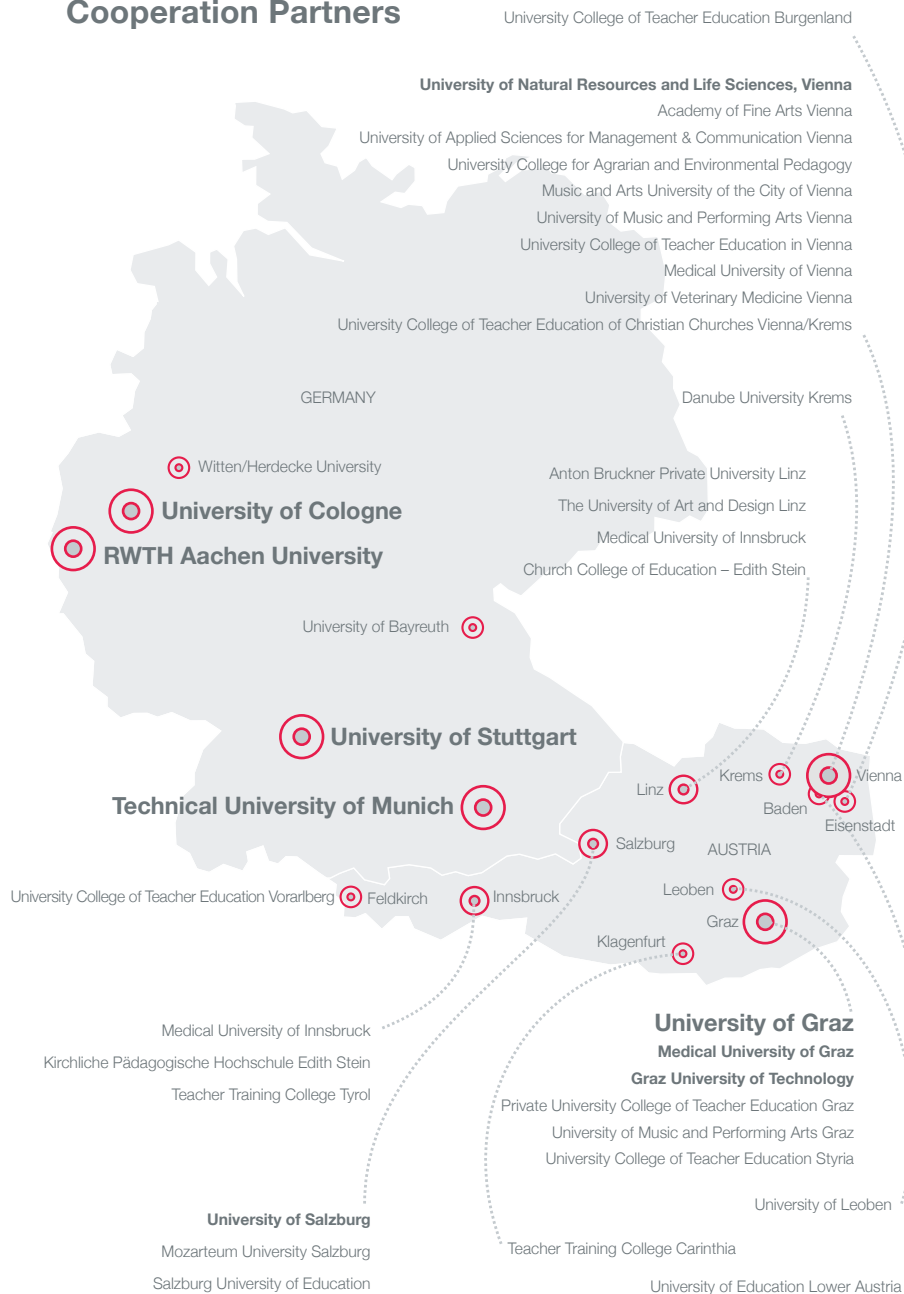 Cooperation Partners
University College of Teacher Education Burgenland
University of Natural Resources and Life Sciences, Vienna
Academy of Fine Arts Vienna
University of Applied Sciences for Management & Communication Vienna
University College for Agrarian and Environmental Pedagogy
Music and Arts University of the City of Vienna
University of Music and Performing Arts Vienna
University College of Teacher Education in Vienna
Medical University of Vienna
University of Veterinary Medicine Vienna
University College of Teacher Education of Christian Churches Vienna/Krems
GERMANY
Danube University Krems
Witten/Herdecke University
Anton Bruckner Private University Linz
University of Cologne
The University of Art and Design Linz
RWTH Aachen University
Medical University of Innsbruck
Church College of Education – Edith Stein
University of Bayreuth
University of Stuttgart
Technical University of Munich
Linz
Krems
Vienna
Baden
Eisenstadt
Salzburg
AUSTRIA
University College of Teacher Education Vorarlberg
Feldkirch
Innsbruck
Leoben
Graz
Klagenfurt
Medical University of Innsbruck
Kirchliche Pädagogische Hochschule Edith Stein
Teacher Training College Tyrol
University of Graz
Medical University of Graz
Graz University of Technology
Private University College of Teacher Education Graz
University of Music and Performing Arts Graz
University College of Teacher Education Styria
University of Leoben
University of Salzburg
Mozarteum University Salzburg
Salzburg University of Education
Teacher Training College Carinthia
University of Education Lower Austria